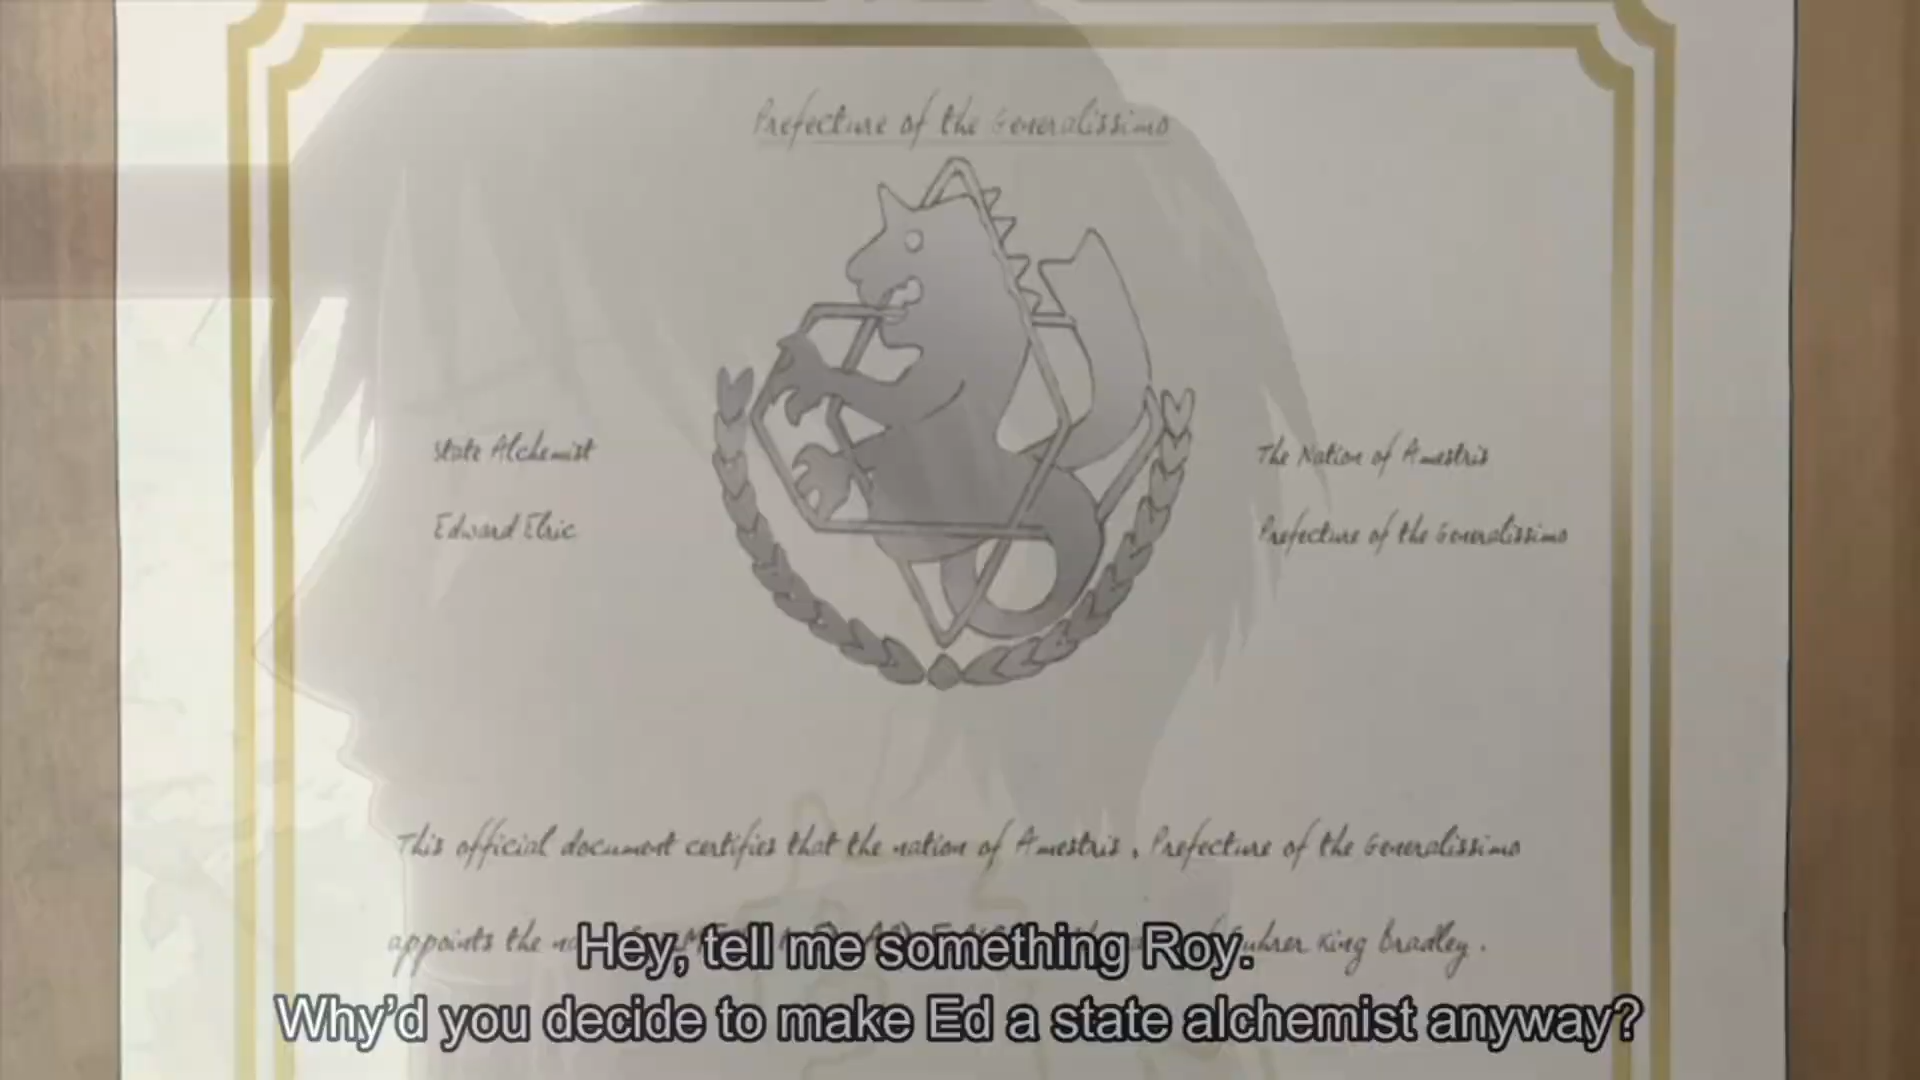 Prefecture of the Generalissimo
State Alchemist
The Nation of Amestris
Edward Elric
Prefecture of the Generalissimo
This official document certifies that the nation of Amestris, Prefecture of the Generalissimo
appoints the Fuhrer King Bradley.
Hey, tell me something Roy.
Why'd you decide to make Ed a state alchemist anyway?